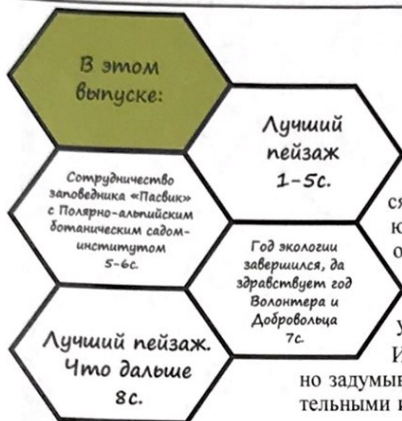 В этом
выпуске:
Лучший
пейзаж
1-5с.
Сотрудничество
заповедника «Пасвик»
с Полярно-альпийским
ботаническим садом-
институтом
5-6с.
Год экологии
завершился, да
здравствует год
Волонтера и
Добровольца
7с.
Лучший пейзаж.
Что дальше
8с.
но задумыв
тельными и